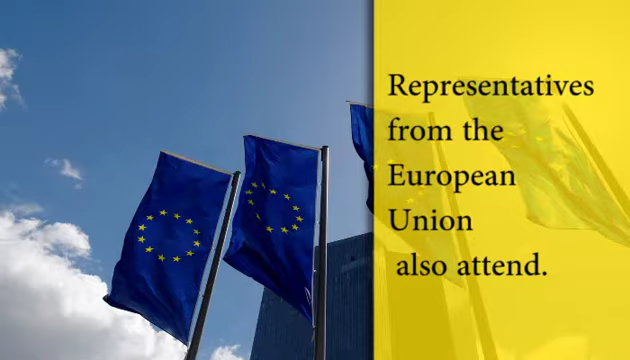 Representatives
from the
European
Union
also attend.